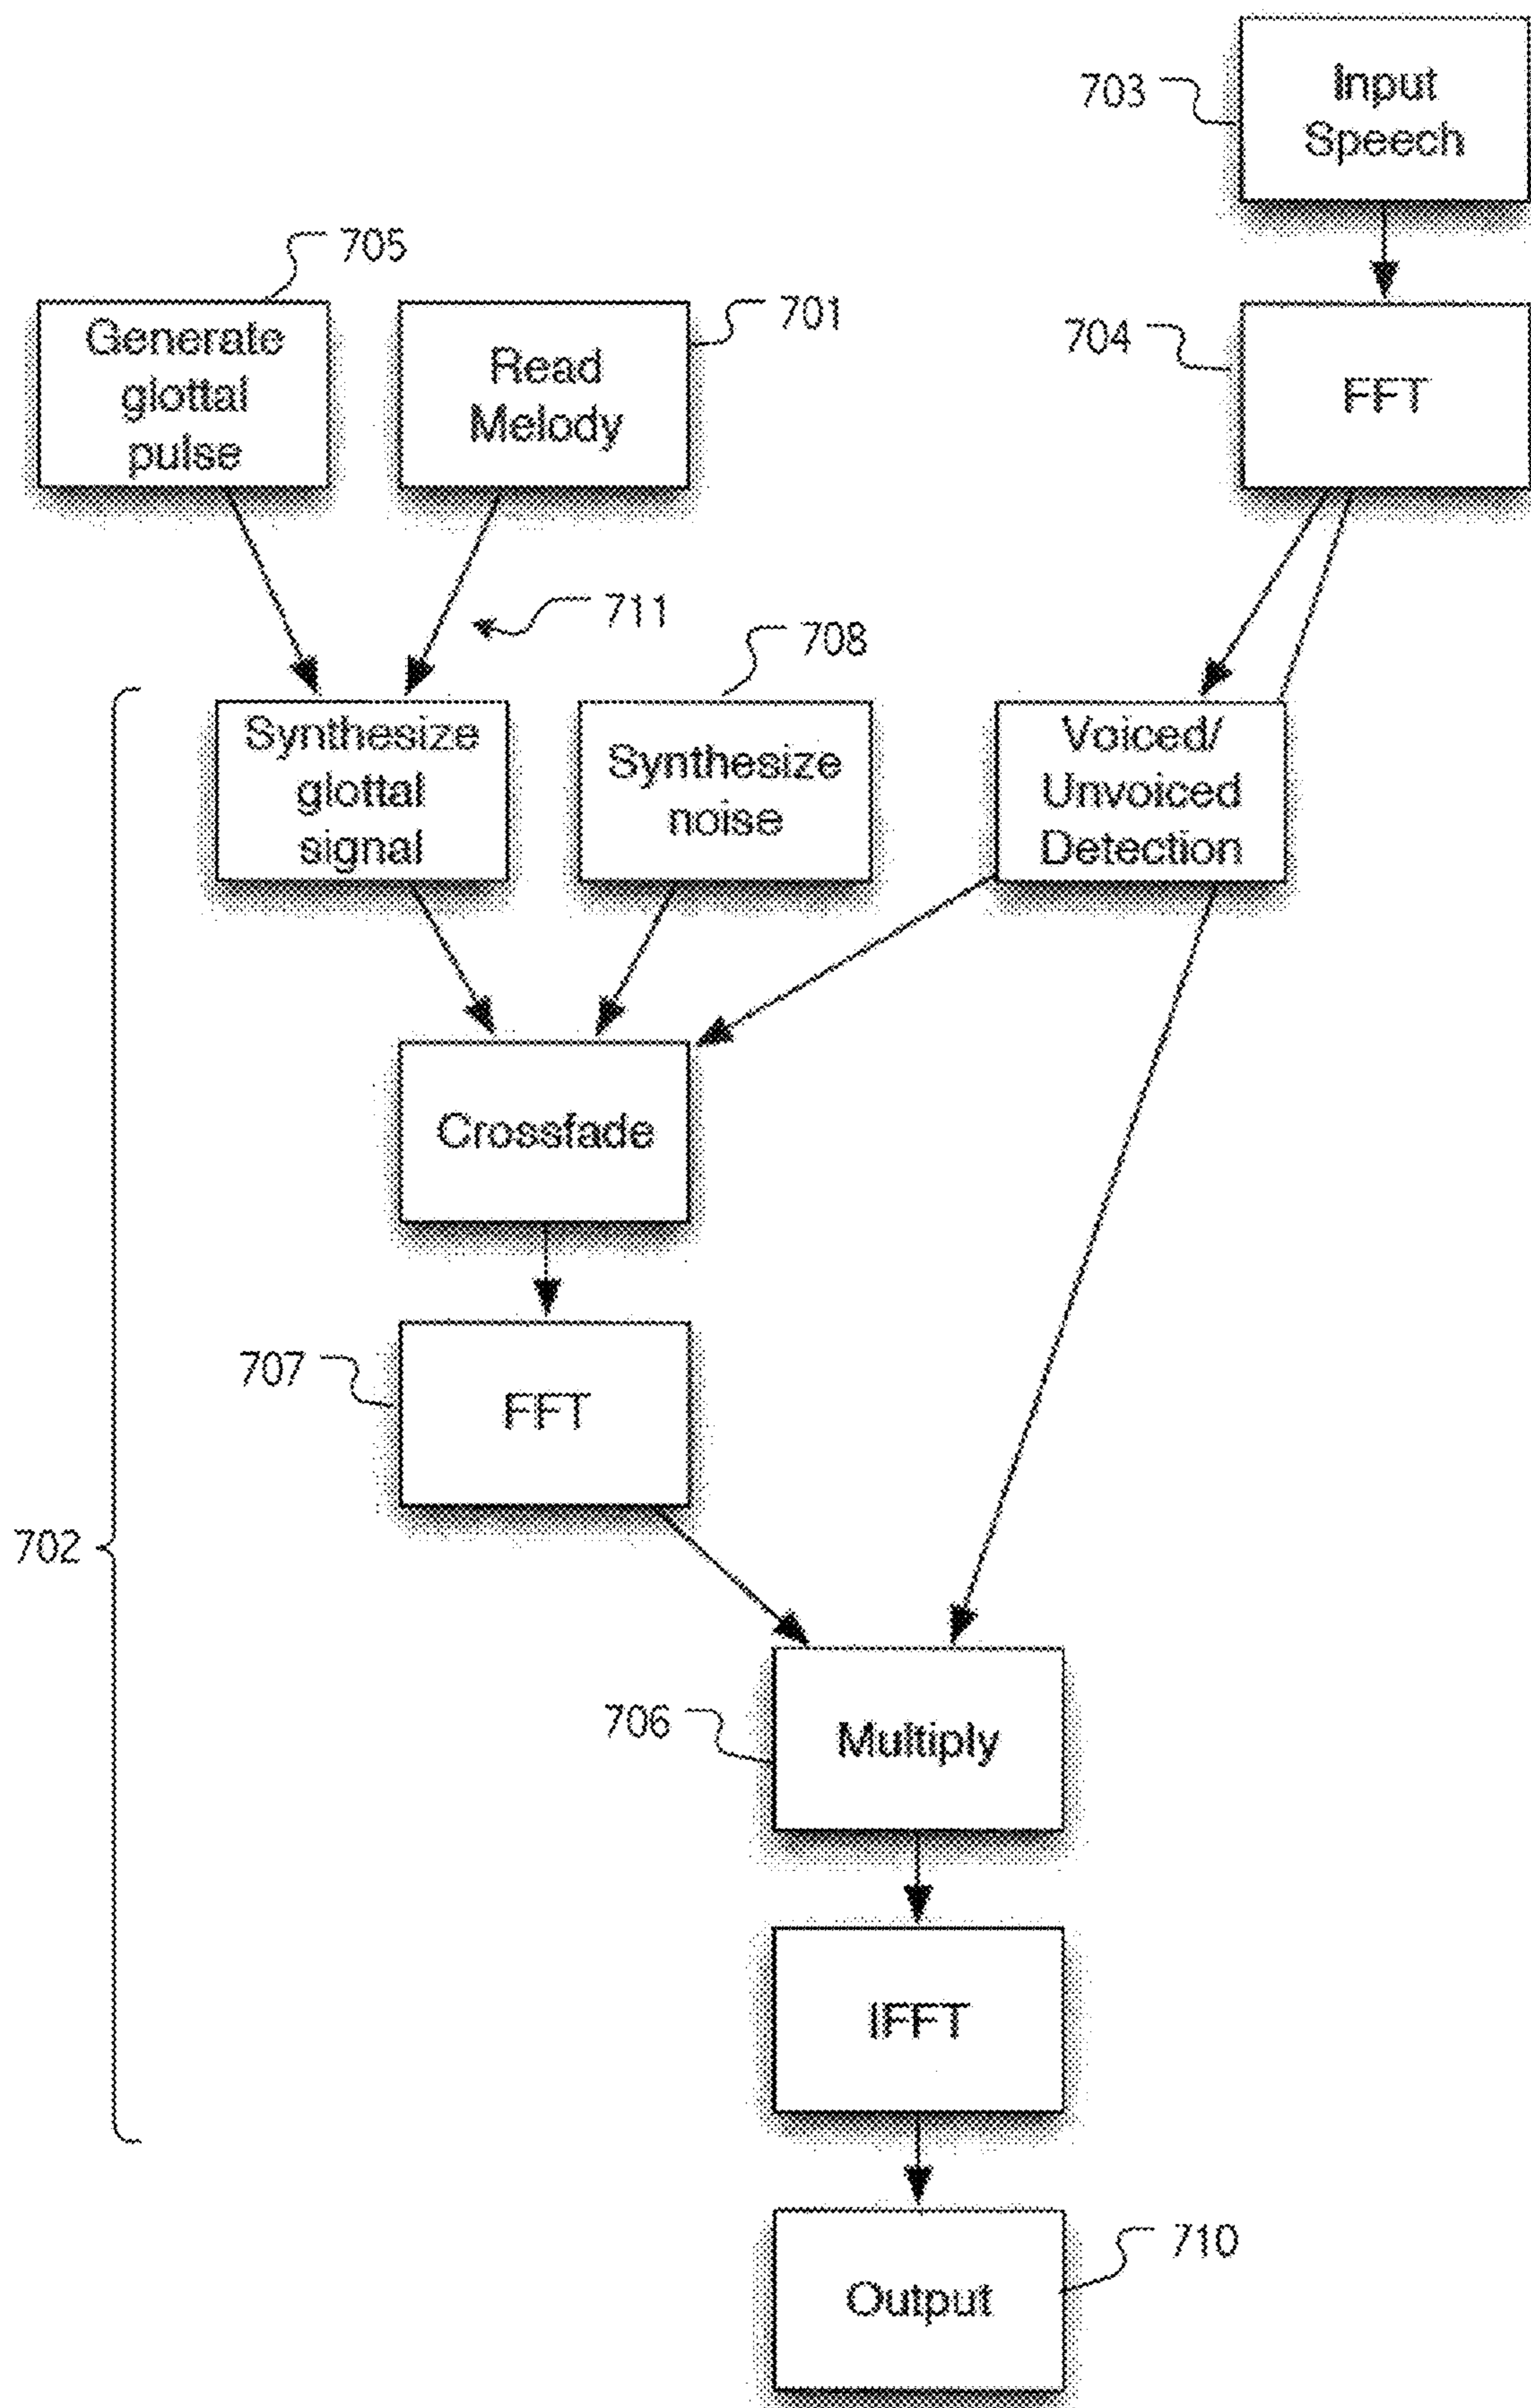 703
Input
Speech
705
701
704
Generate
glottal
pulse
Read
Melody
FFT
711
708
Synthesize
glottal
signal
Synthesize
noise
Voiced/
Unvoiced
Detection
Crossfade
707
FFT
702
706
Multiply
IFFT
710
Output